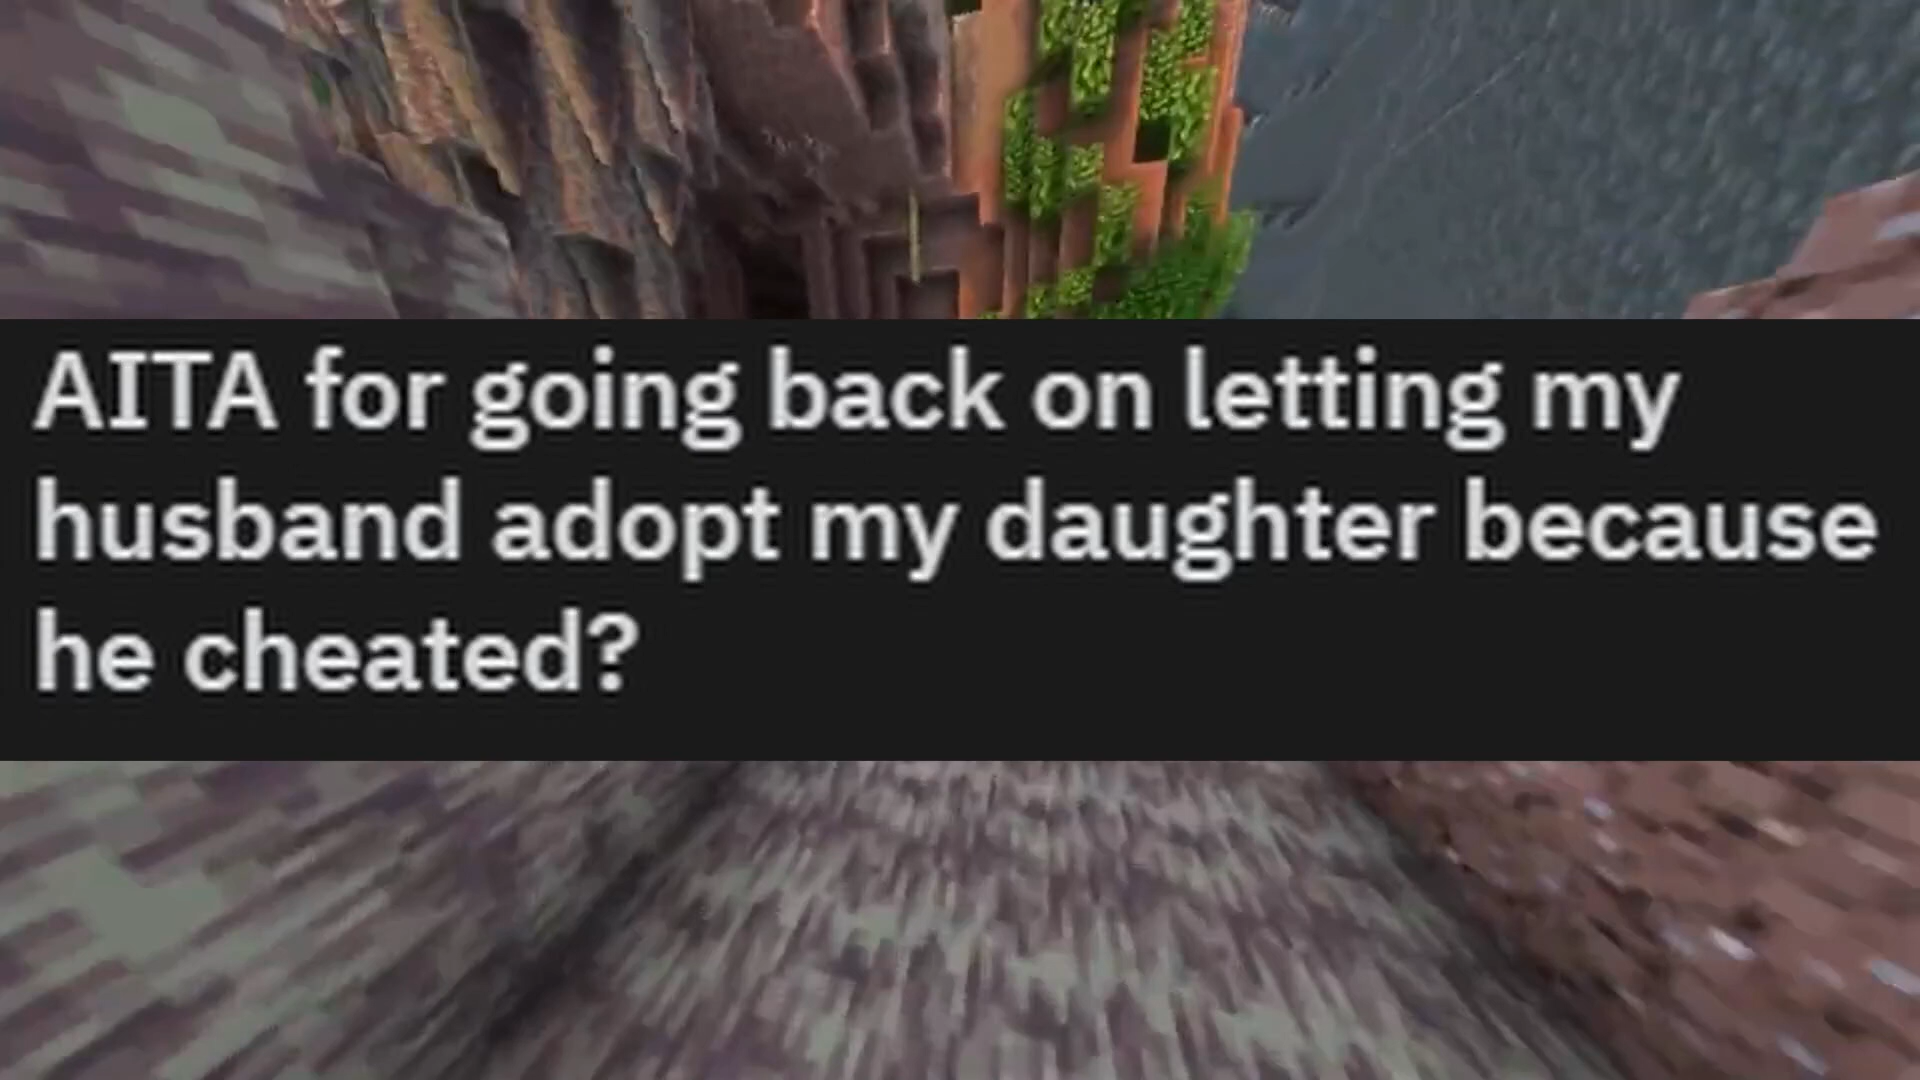 AITA for going back on letting my
husband adopt my daughter because
he cheated?